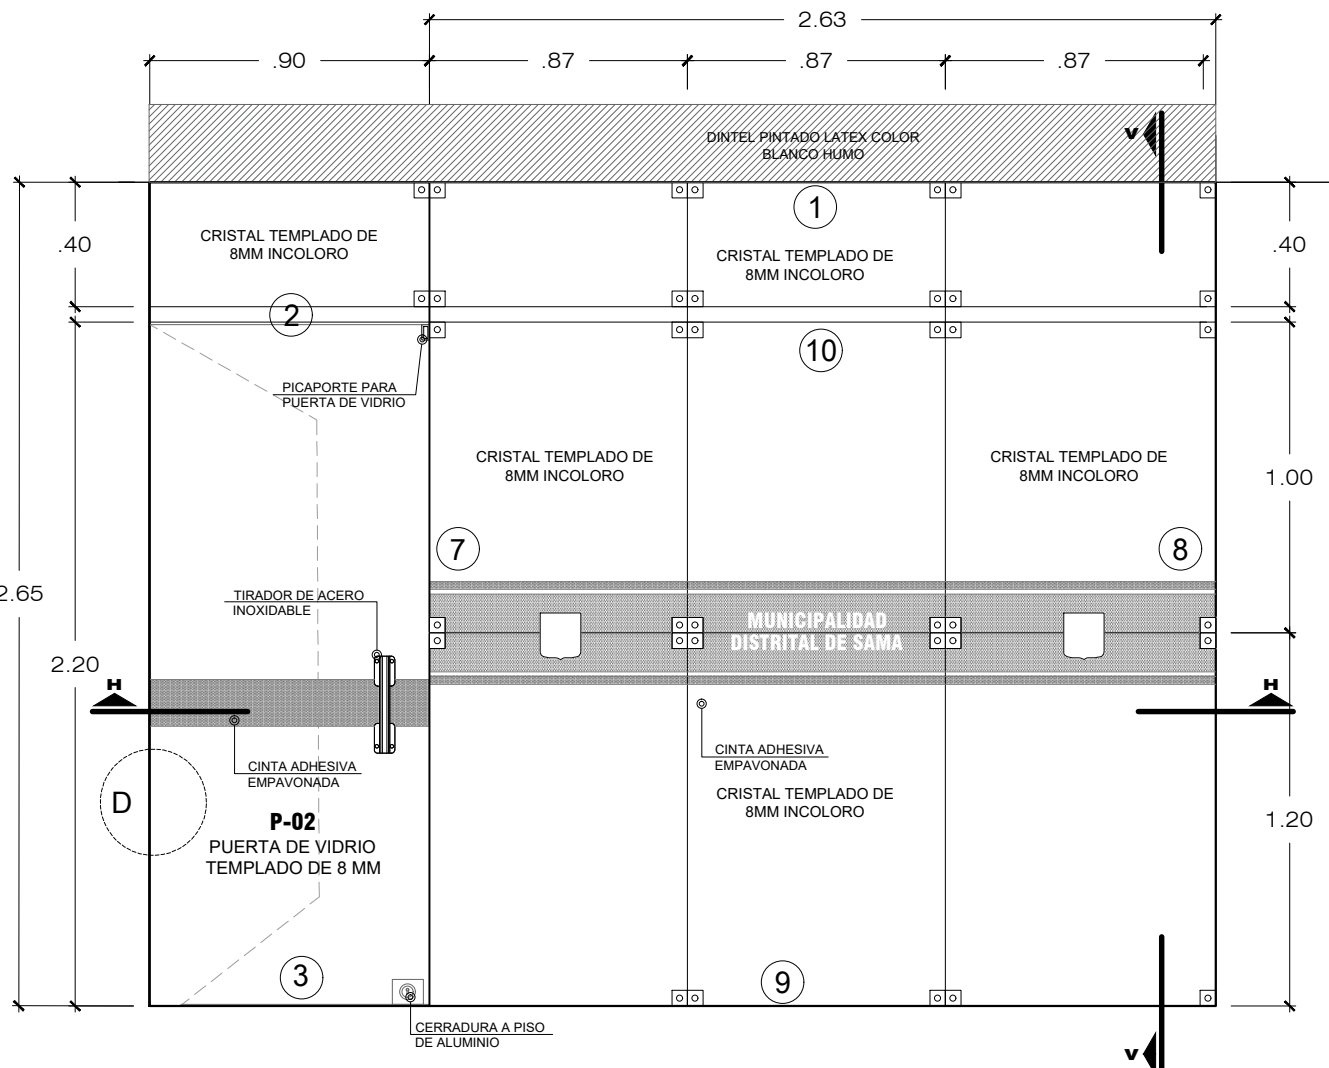 2.63
.90
.87
.87
.87
DINTEL PINTADO LATEX COLOR
BLANCO HUMO
V
1
CRISTAL TEMPLADO DE
8MM INCOLORO
CRISTAL TEMPLADO DE
8MM INCOLORO
.40
.40
2
10
PICAPORTE PARA
PUERTA DE VIDRIO
CRISTAL TEMPLADO DE
8MM INCOLORO
CRISTAL TEMPLADO DE
8MM INCOLORO
1.00
7
8
2.65
TIRADOR DE ACERO
INOXIDABLE
MUNICIPALIDAD
DISTRITAL DE SAMA
2.20
H
H
CINTA ADHESIVA
EMPAVONADA
CINTA ADHESIVA
EMPAVONADA
D
CRISTAL TEMPLADO DE
8MM INCOLORO
P-02
PUERTA DE VIDRIO
TEMPLADO DE 8 MM
1.20
3
9
CERRADURA A PISO
DE ALUMINIO
V